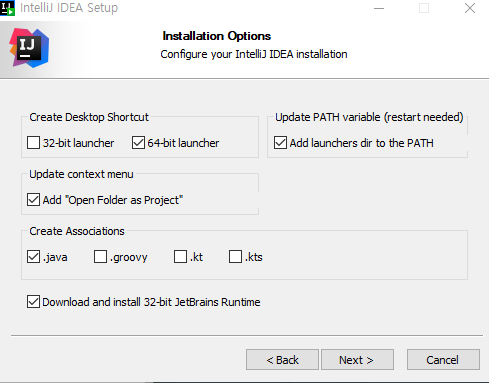 IntelliJ IDEA Setup
IJ
Installation Options
Configure your IntelliJ IDEA installation
Create Desktop Shortcut
32-bit launcher
64-bit launcher
Update PATH variable (restart needed)
Add launchers dir to the PATH
Update context menu
Add "Open Folder as Project"
Create Associations
.java
.groovy
.kt
.kts
Download and install 32-bit JetBrains Runtime
< Back
Next >
Cancel